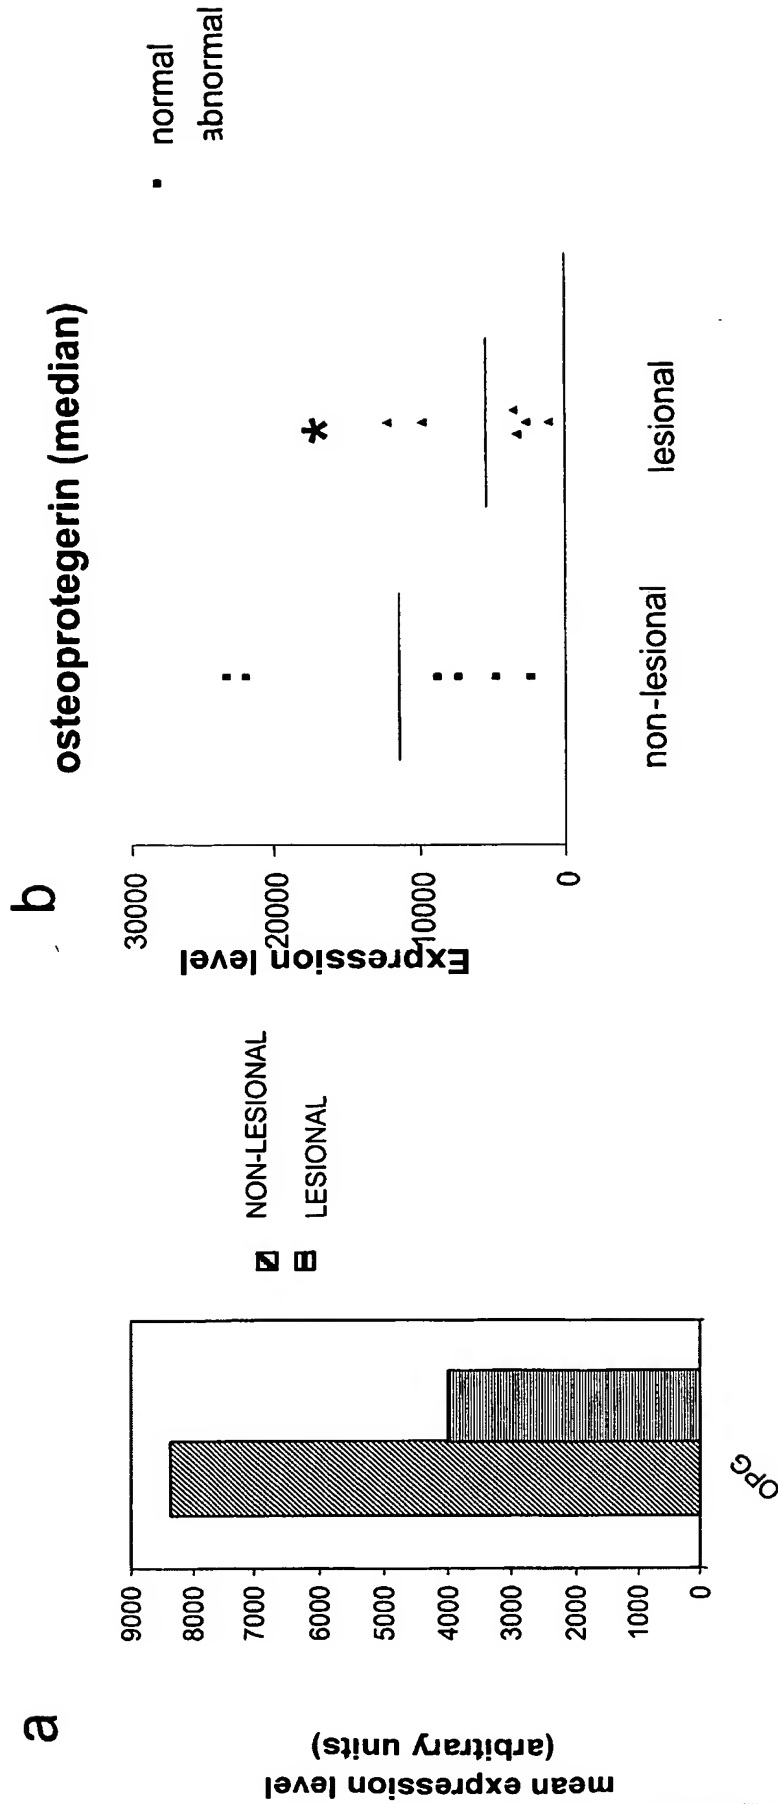 a
mean expression level
(arbitrary units)
9000
8000
7000
6000
5000
4000
3000
2000
1000
0
OPG
NON-LESIONAL
LESIONAL
b
osteoprotegerin (median)
Expression level
30000
20000
10000
0
non-lesional
lesional
*
normal
abnormal